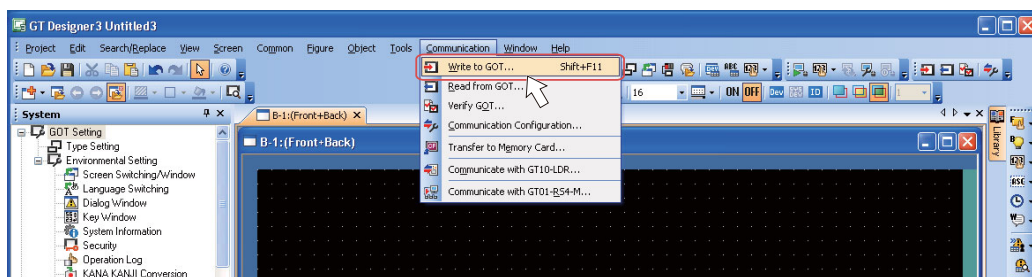 GT Designer3 Untitled3
Project Edit Search/Replace View Screen Common Figure Object Tools Communication Window Help
Write to GOT... Shift+F11
Read from GOT...
Verify GOT...
Communication Configuration...
Transfer to Memory Card...
Communicate with GT10-LDR...
Communicate with GT01-RS4-M...
16
ON OFF Dev ID 1
System
B-1:(Front+Back)
GOT Setting
Type Setting
Environmental Setting
Screen Switching/Window
Language Switching
Dialog Window
Key Window
System Information
Security
Operation Log
KANA KANJI Conversion
B-1:(Front+Back)
Library
ASC